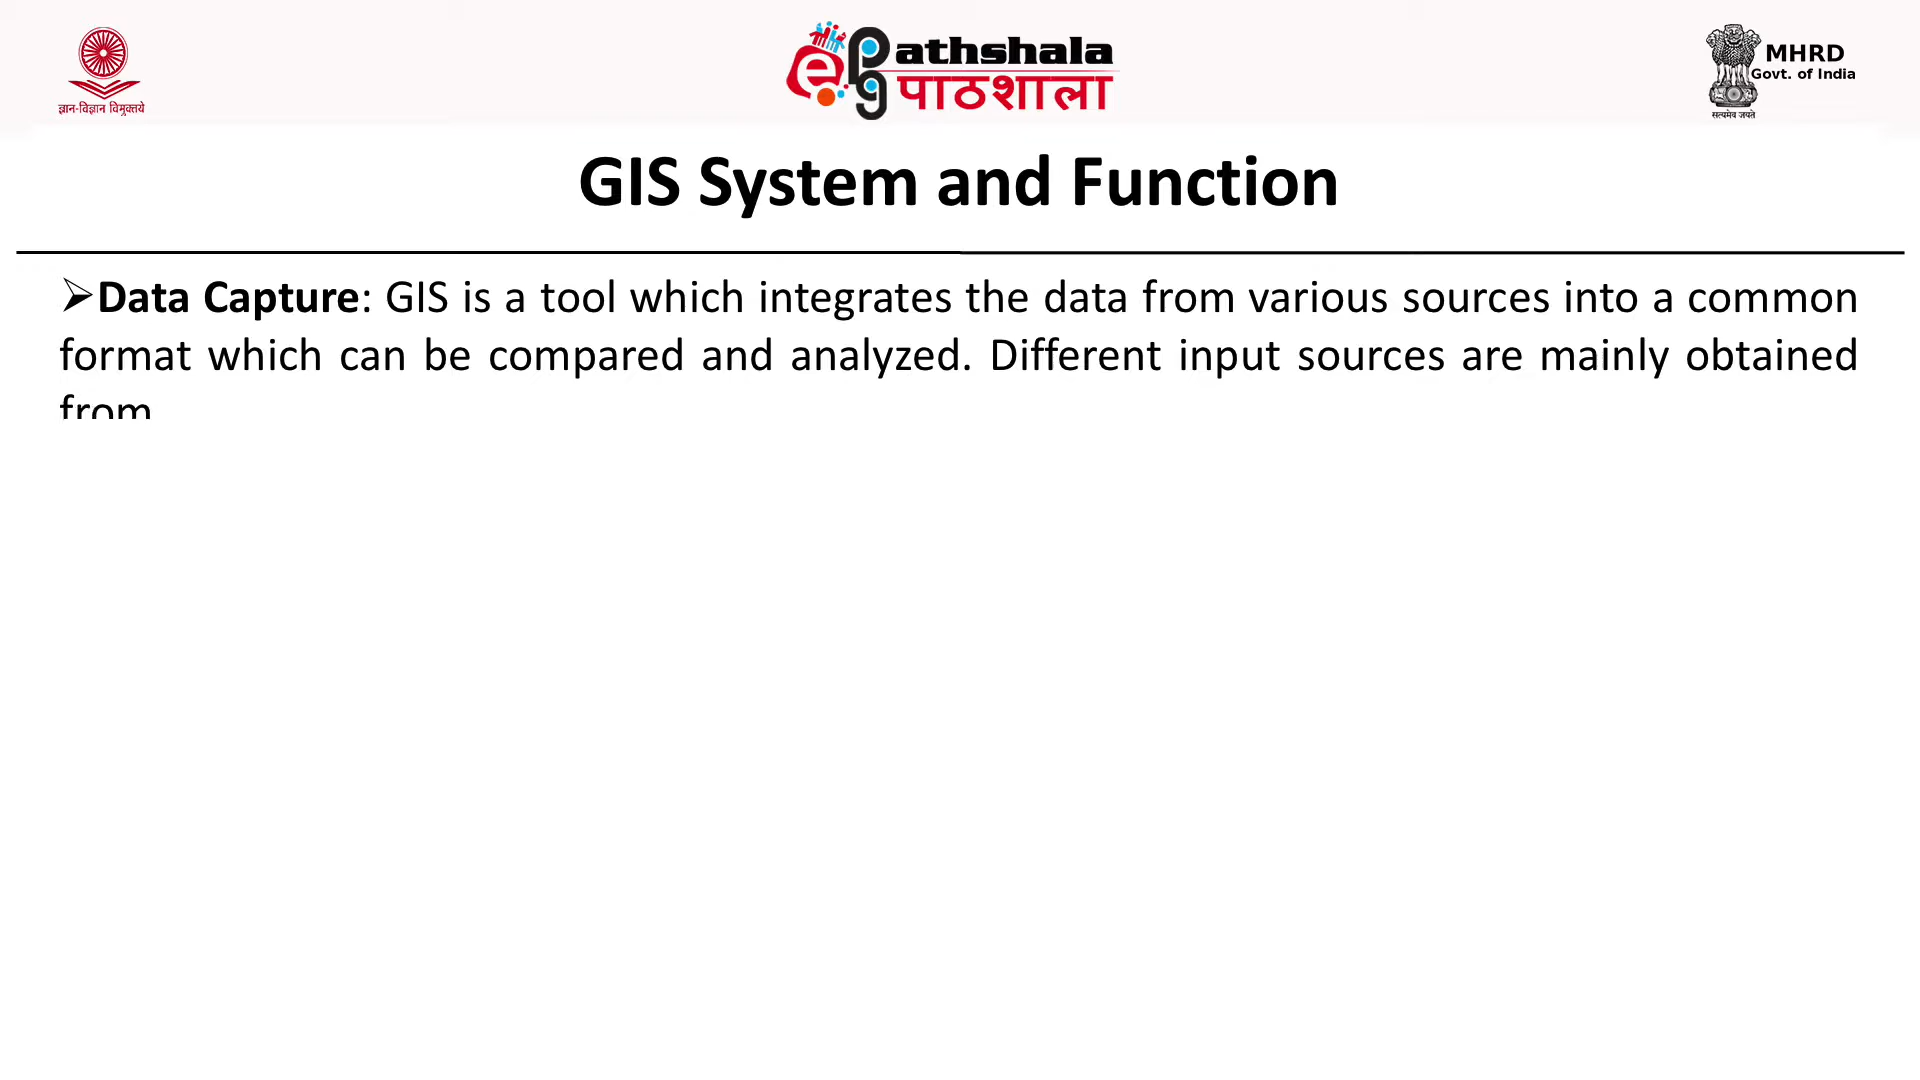 ज्ञान-विज्ञान विमुक्तये
e pg athshala
पाठशाला
MHRD
Govt. of India
सत्यमेव जयते
GIS System and Function
➢Data Capture: GIS is a tool which integrates the data from various sources into a common
format which can be compared and analyzed. Different input sources are mainly obtained
from